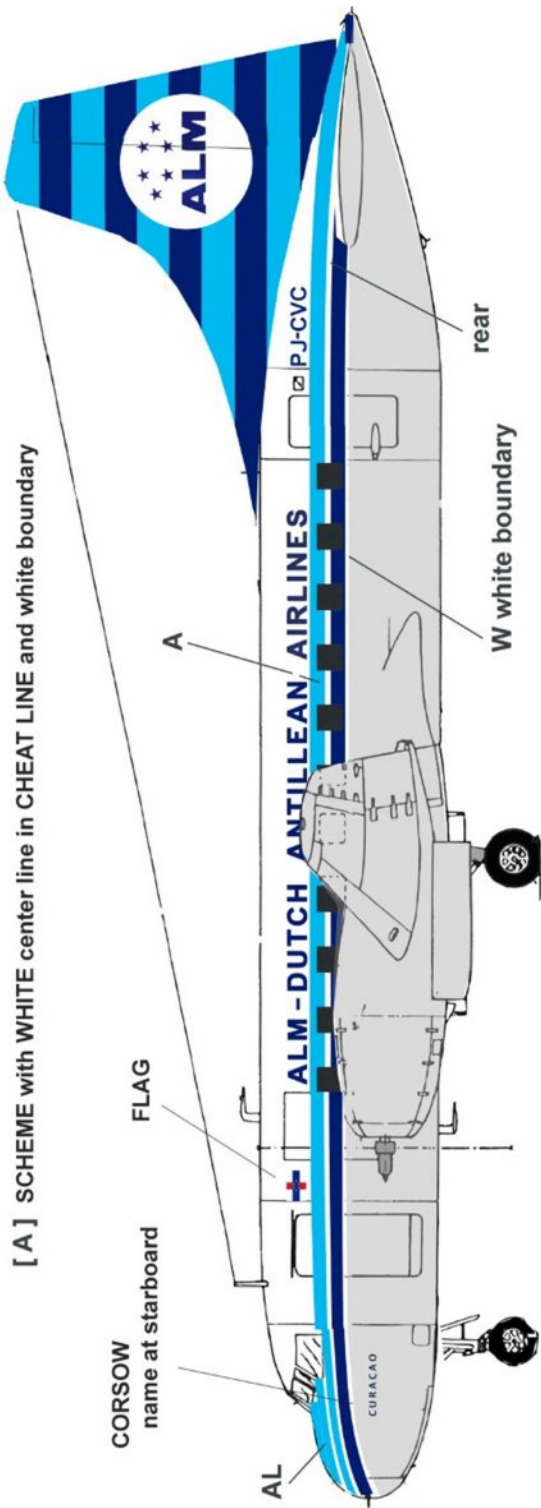 [ A ] SCHEME with WHITE center line in CHEAT LINE and white boundary
CORSOW
name at starboard
FLAG
A
AL
CURACAO
ALM - DUTCH ANTILLEAN AIRLINES
PJ-CVC
ALM
W white boundary
rear